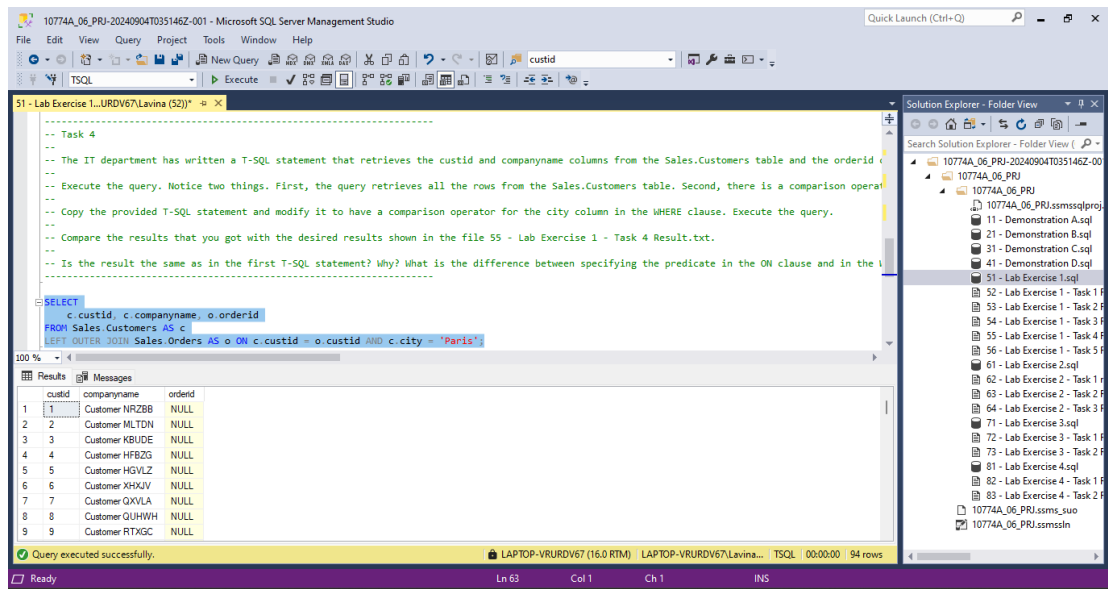 10774A_06_PRJ-20240904T035146Z-001 - Microsoft SQL Server Management Studio
Quick Launch (Ctrl+Q)
File Edit View Query Project Tools Window Help
New Query
custid
TSQL
Execute
51 - Lab Exercise 1...URDV67\Lavina (52))*
-----------------------------------------------------------------------
-- Task 4
--
-- The IT department has written a T-SQL statement that retrieves the custid and companyname columns from the Sales.Customers table and the orderid
--
-- Execute the query. Notice two things. First, the query retrieves all the rows from the Sales.Customers table. Second, there is a comparison operat
--
-- Copy the provided T-SQL statement and modify it to have a comparison operator for the city column in the WHERE clause. Execute the query.
--
-- Compare the results that you got with the desired results shown in the file 55 - Lab Exercise 1 - Task 4 Result.txt.
--
-- Is the result the same as in the first T-SQL statement? Why? What is the difference between specifying the predicate in the ON clause and in the
-----------------------------------------------------------------------
SELECT
c.custid, c.companyname, o.orderid
FROM Sales.Customers AS c
LEFT OUTER JOIN Sales.Orders AS o ON c.custid = o.custid AND c.city = 'Paris';
100 %
Results Messages
custid companyname orderid
1 1 Customer NRZBB NULL
2 2 Customer MLTDN NULL
3 3 Customer KBUDE NULL
4 4 Customer HFBZG NULL
5 5 Customer HGVLZ NULL
6 6 Customer XHXJV NULL
7 7 Customer QXVLA NULL
8 8 Customer QUHWH NULL
9 9 Customer RTXGC NULL
Query executed successfully.
LAPTOP-VRURDV67 (16.0 RTM) LAPTOP-VRURDV67\Lavina... TSQL 00:00:00 94 rows
Solution Explorer - Folder View
Search Solution Explorer - Folder View (
10774A_06_PRJ-20240904T035146Z-00
10774A_06_PRJ
10774A_06_PRJ
10774A_06_PRJ.ssmssqlproj.
11 - Demonstration A.sql
21 - Demonstration B.sql
31 - Demonstration C.sql
41 - Demonstration D.sql
51 - Lab Exercise 1.sql
52 - Lab Exercise 1 - Task 1 F
53 - Lab Exercise 1 - Task 2 F
54 - Lab Exercise 1 - Task 3 F
55 - Lab Exercise 1 - Task 4 F
56 - Lab Exercise 1 - Task 5 F
61 - Lab Exercise 2.sql
62 - Lab Exercise 2 - Task 1 r
63 - Lab Exercise 2 - Task 2 F
64 - Lab Exercise 2 - Task 3 F
71 - Lab Exercise 3.sql
72 - Lab Exercise 3 - Task 1 F
73 - Lab Exercise 3 - Task 2 F
81 - Lab Exercise 4.sql
82 - Lab Exercise 4 - Task 1 F
83 - Lab Exercise 4 - Task 2 F
10774A_06_PRJ.ssms_suo
10774A_06_PRJ.ssmssln
Ready
Ln 63 Col 1 Ch 1 INS